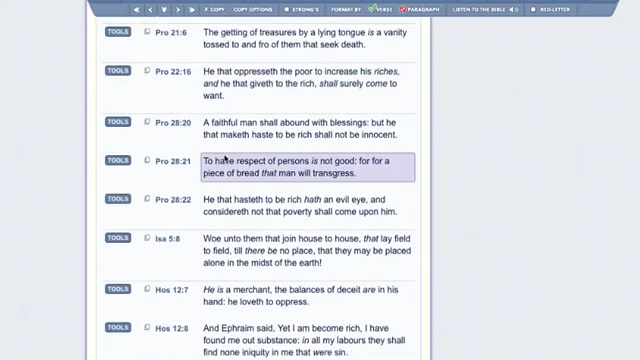 COPY COPY OPTIONS STRONG'S FORMAT BY VERSE PARAGRAPH LISTEN TO THE BIBLE RED-LETTER
TOOLS Pro 21:6 The getting of treasures by a lying tongue is a vanity
tossed to and fro of them that seek death.
TOOLS Pro 22:16 He that oppresseth the poor to increase his riches,
and he that giveth to the rich, shall surely come to
want.
TOOLS Pro 28:20 A faithful man shall abound with blessings: but he
that maketh haste to be rich shall not be innocent.
TOOLS Pro 28:21 To have respect of persons is not good: for for a
piece of bread that man will transgress.
TOOLS Pro 28:22 He that hasteth to be rich hath an evil eye, and
considereth not that poverty shall come upon him.
TOOLS Isa 5:8 Woe unto them that join house to house, that lay field
to field, till there be no place, that they may be placed
alone in the midst of the earth!
TOOLS Hos 12:7 He is a merchant, the balances of deceit are in his
hand: he loveth to oppress.
TOOLS Hos 12:8 And Ephraim said, Yet I am become rich, I have
found me out substance: in all my labours they shall
find none iniquity in me that were sin.